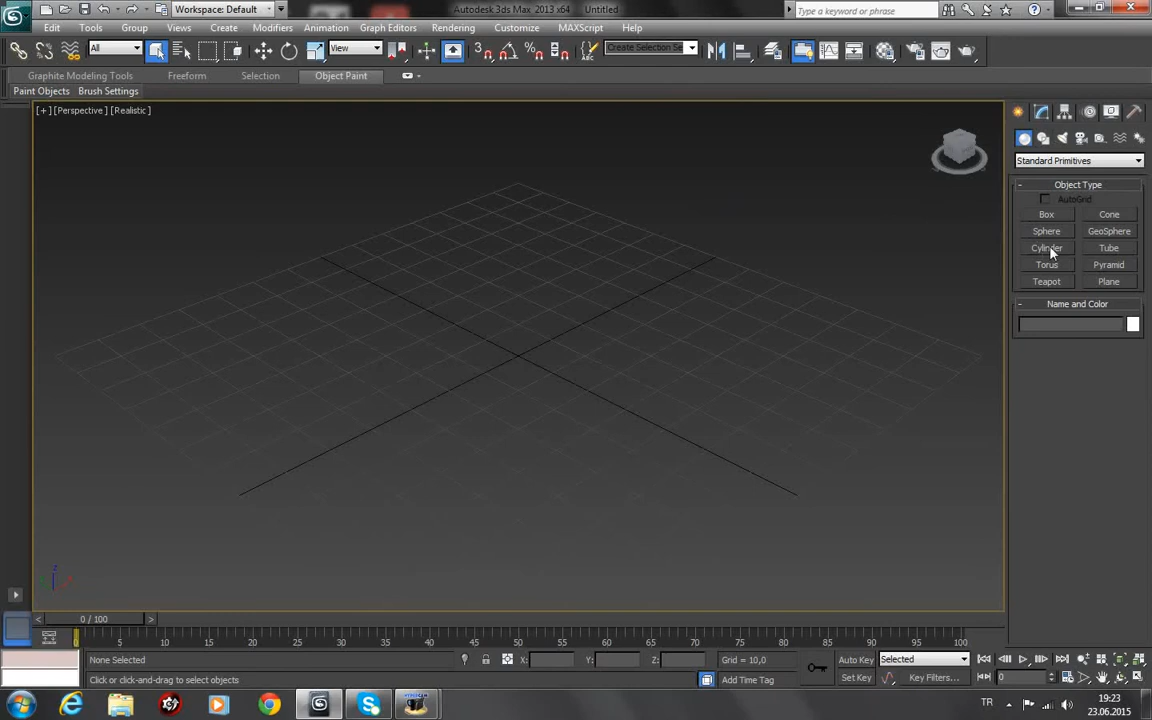 Workspace: Default
Autodesk 3ds Max 2013 x64
Untitled
Type a keyword or phrase
Edit
Tools
Group
Views
Create
Modifiers
Animation
Graph Editors
Rendering
Customize
MAXScript
Help
All
View
Create Selection Se
Graphite Modeling Tools
Freeform
Selection
Object Paint
Paint Objects
Brush Settings
[+] [Perspective] [Realistic]
Standard Primitives
Object Type
AutoGrid
Box
Cone
Sphere
GeoSphere
Cylinder
Tube
Torus
Pyramid
Teapot
Plane
Name and Color
z
< 0 / 100 >
0 5 10 15 20 25 30 35 40 45 50 55 60 65 70 75 80 85 90 95 100
None Selected
X:
Y:
Z:
Grid = 10,0
Auto Key
Selected
Click or click-and-drag to select objects
Add Time Tag
Set Key
Key Filters...
0
TR
19:23
23.06.2015